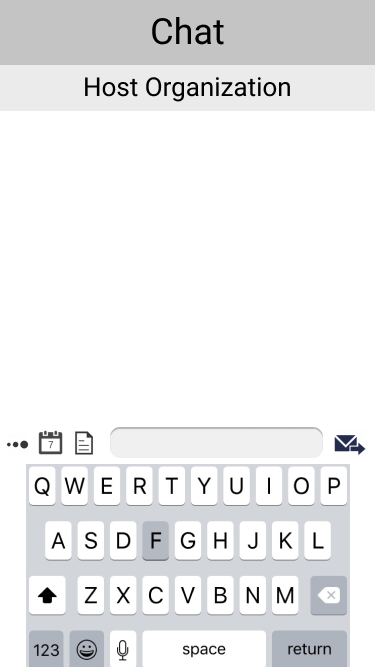 Chat
Host Organization
7
Q W E R T Y U I O P
A S D F G H J K L
Z X C V B N M
123 space return